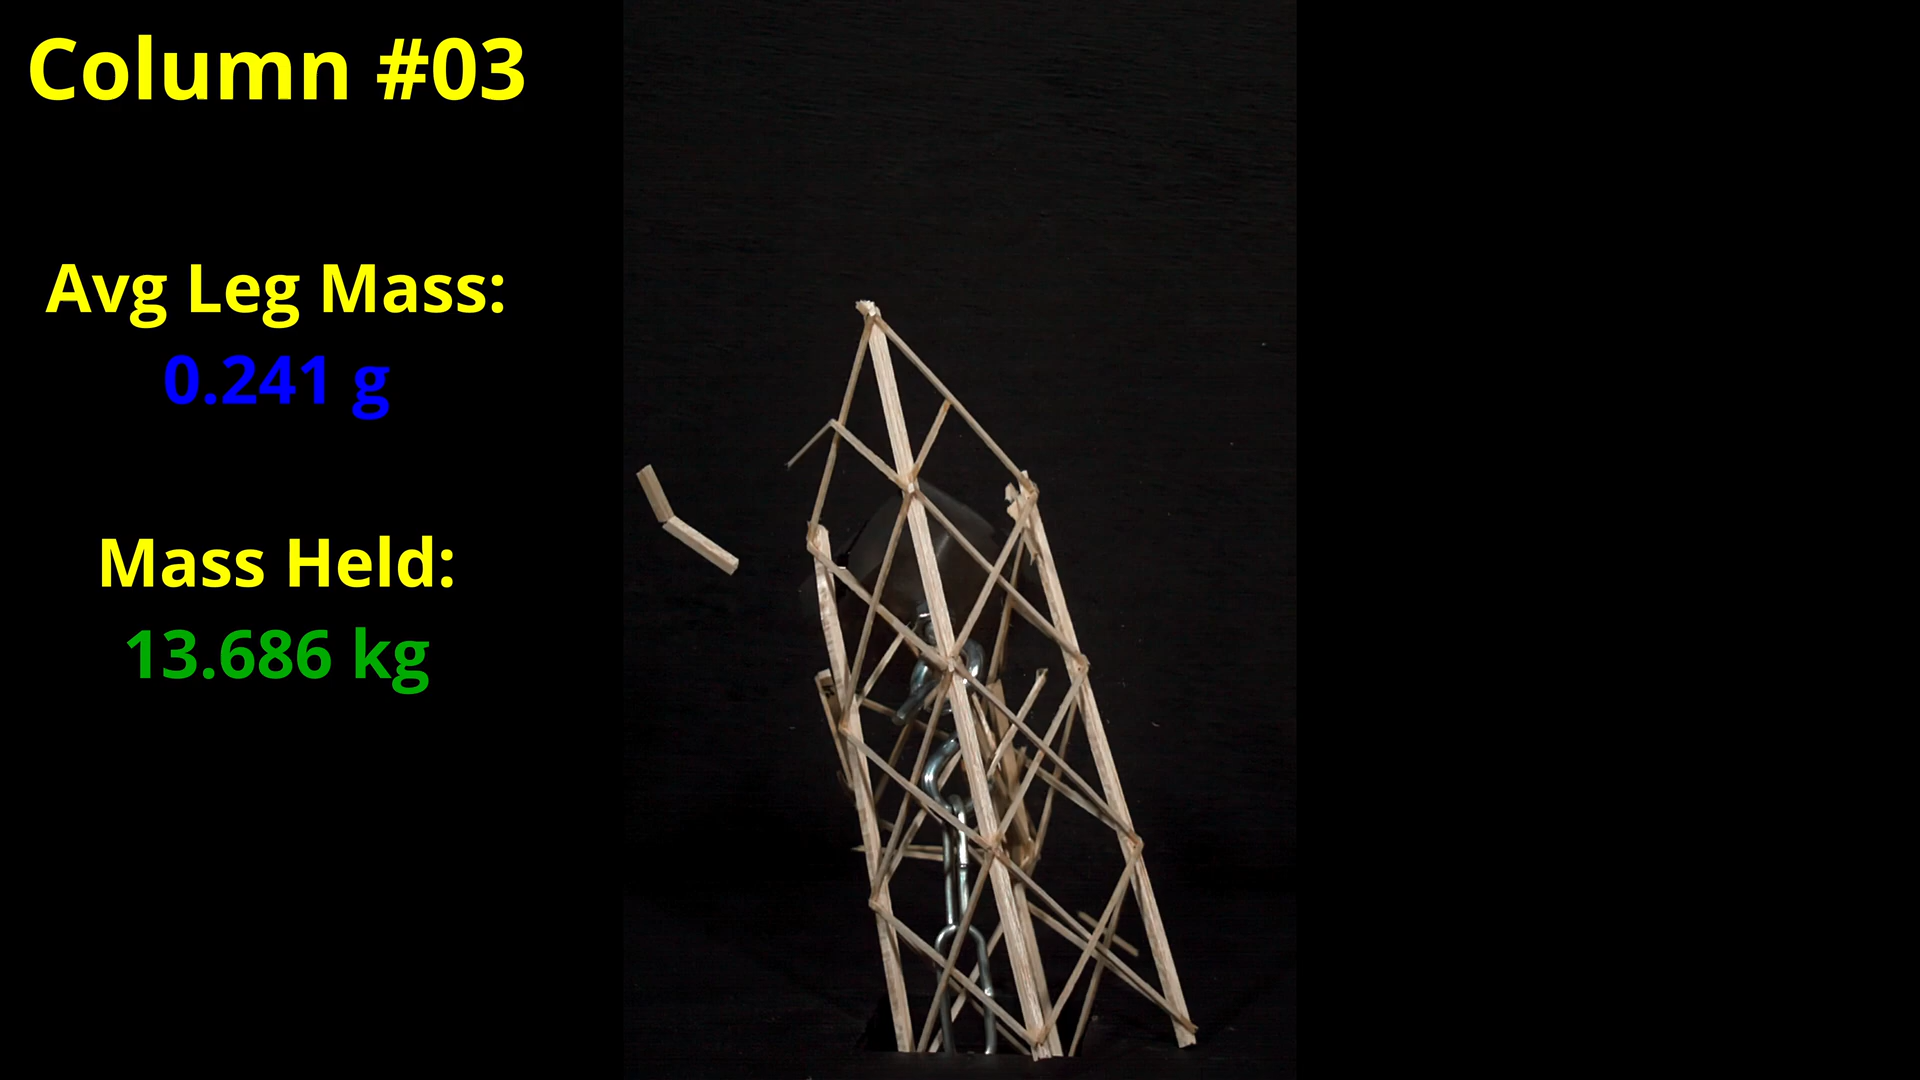 Column #03
Avg Leg Mass:
0.241 g
Mass Held:
13.686 kg